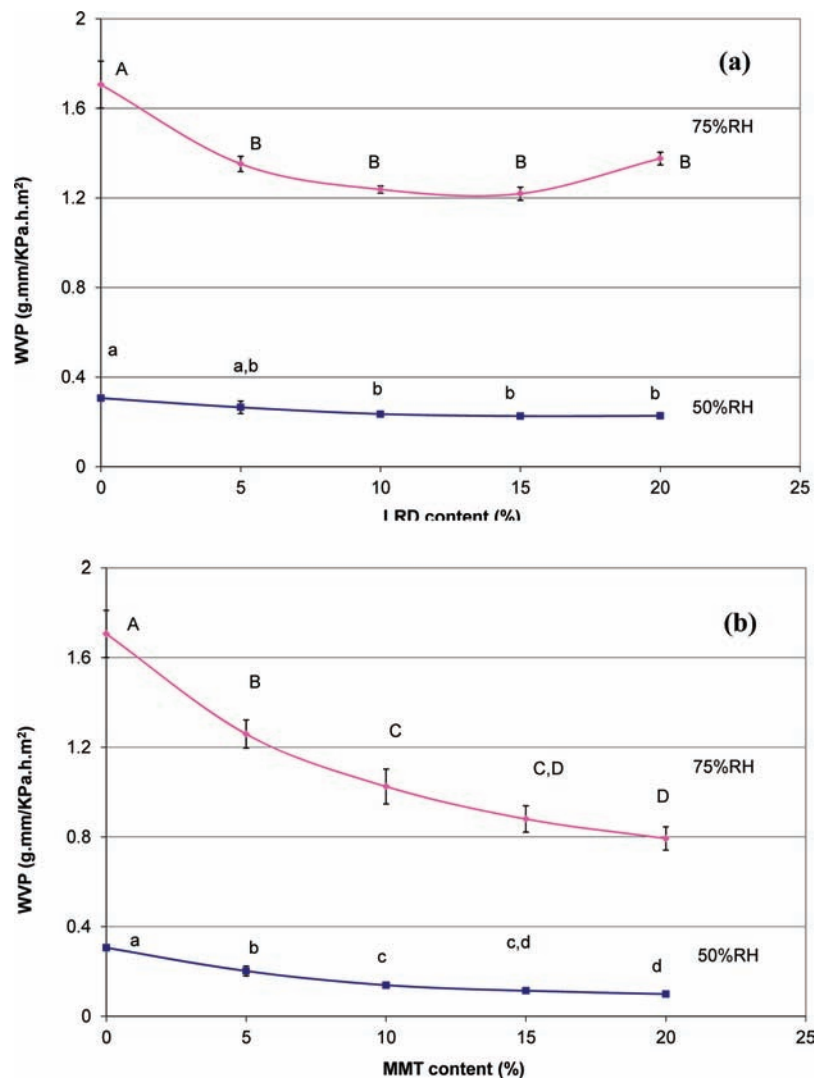 2
(a)
A
1.6
75%RH
B
B
B
B
1.2
WVP (g.mm/KPa.h.m²)
0.8
a
a,b
b
b
b
0.4
50%RH
0
0 5 10 15 20 25
LRD content (%)
2
(b)
A
1.6
B
C
1.2
75%RH
C,D
D
WVP (g.mm/KPa.h.m²)
0.8
0.4
a
b
c
c,d
d
50%RH
0
0 5 10 15 20 25
MMT content (%)